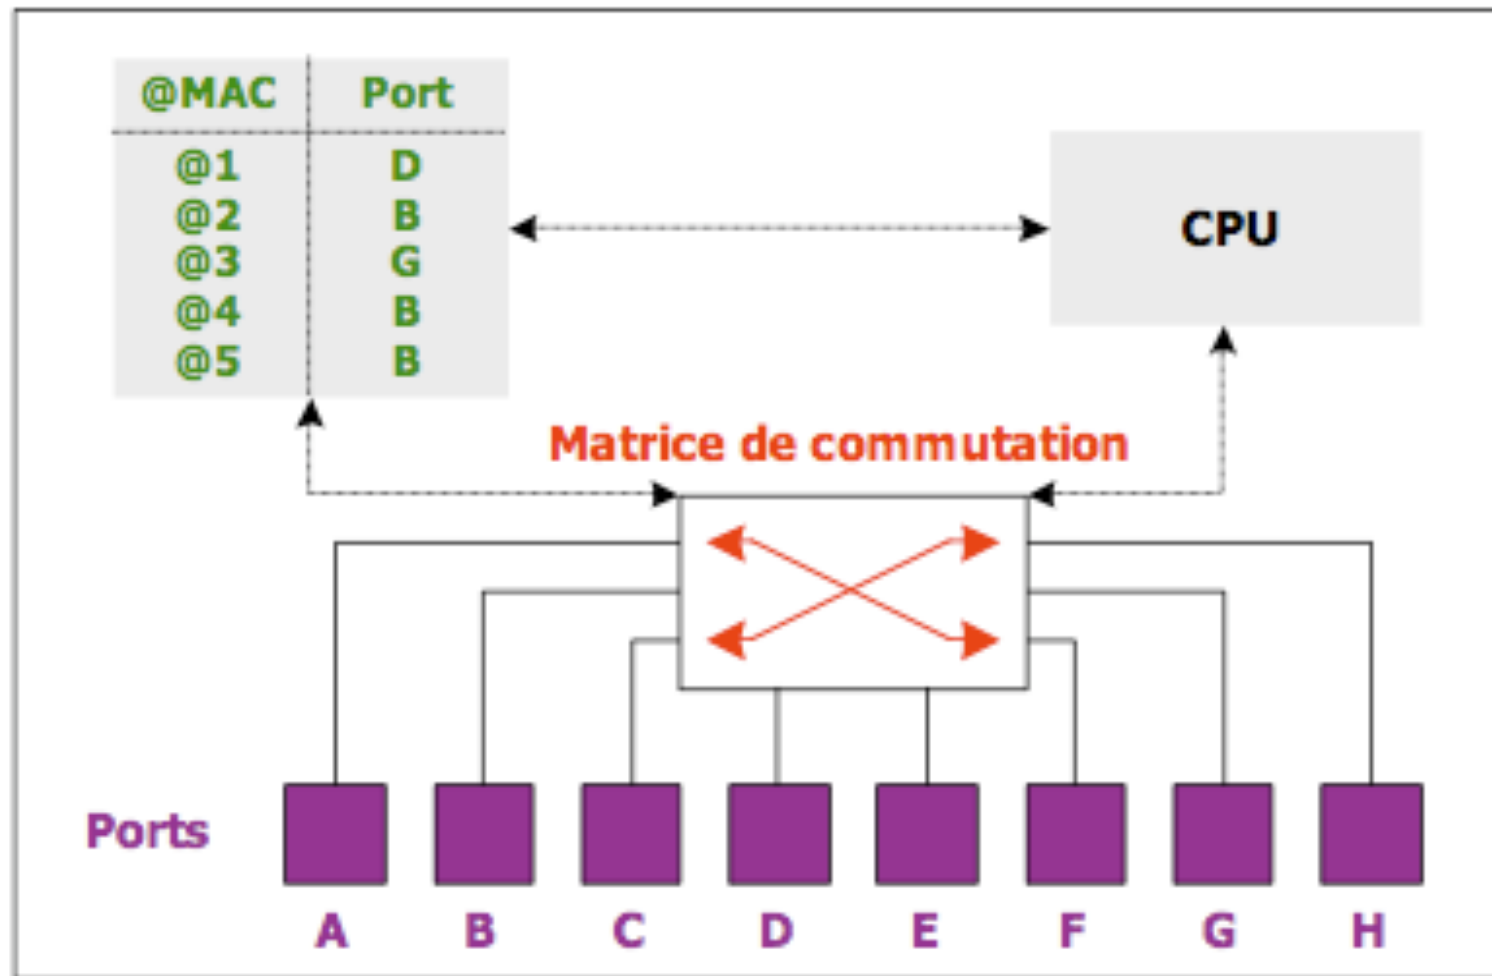 @MAC Port
@1 D
@2 B
@3 G
@4 B
@5 B
CPU
Matrice de commutation
Ports
A B C D E F G H